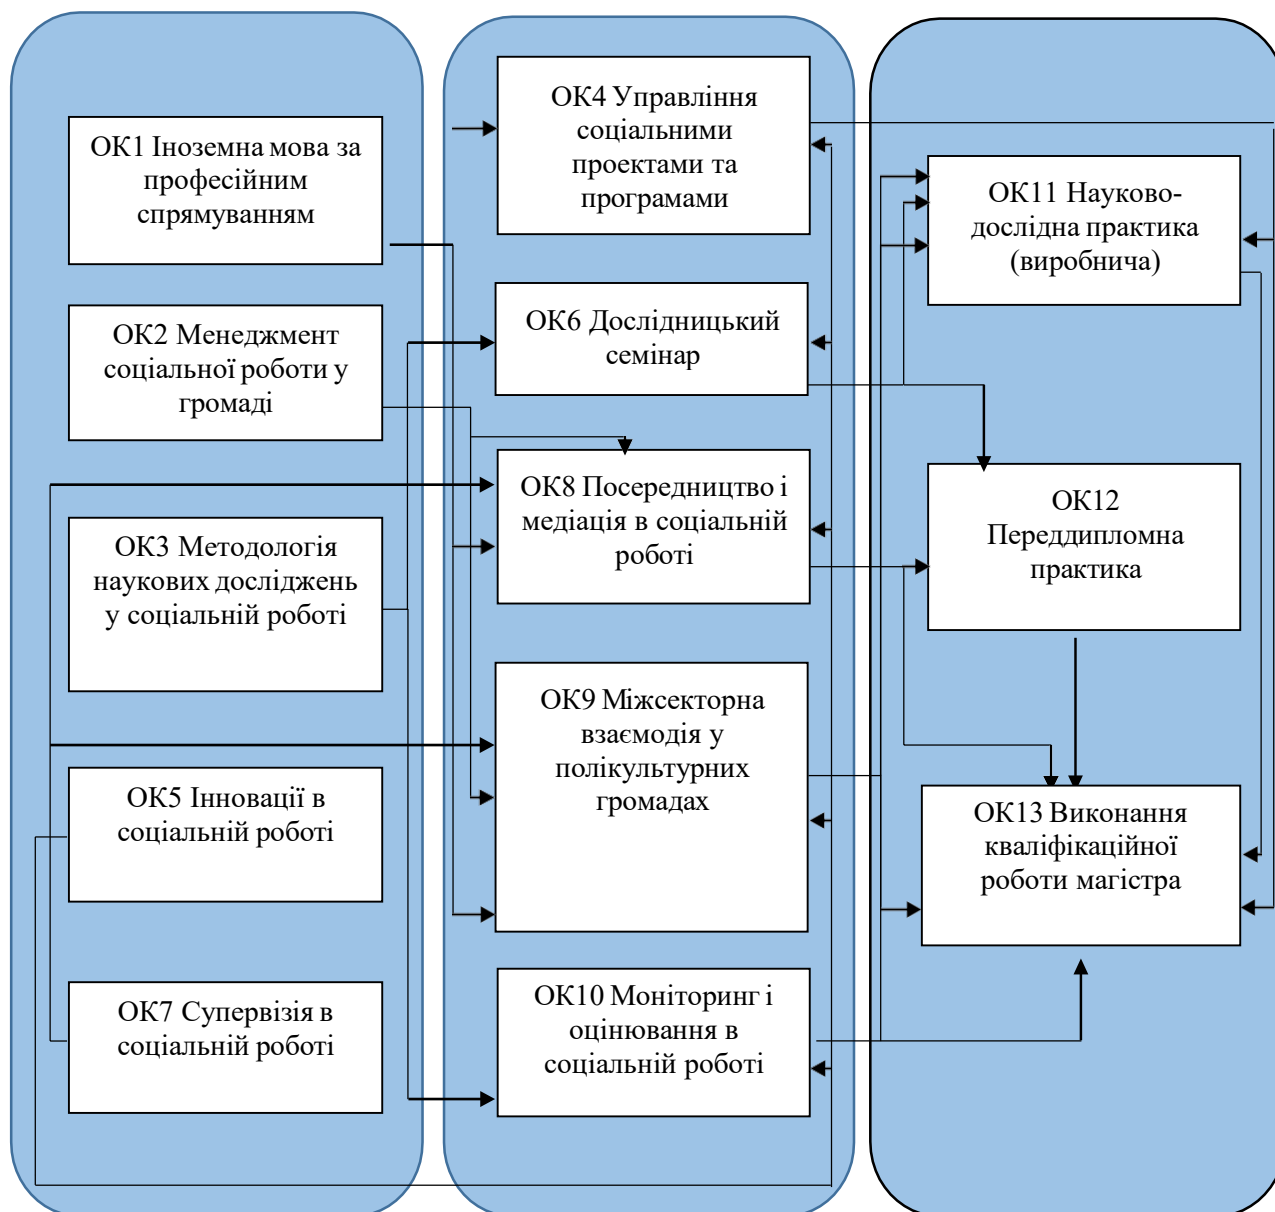 ОК1 Іноземна мова за
професійним
спрямуванням
ОК2 Менеджмент
соціальної роботи у
громаді
ОК3 Методологія
наукових досліджень
у соціальній роботі
ОК5 Інновації в
соціальній роботі
ОК7 Супервізія в
соціальній роботі
ОК4 Управління
соціальними
проектами та
програмами
ОК6 Дослідницький
семінар
ОК8 Посередництво і
медіація в соціальній
роботі
ОК9 Міжсекторна
взаємодія у
полікультурних
громадах
ОК10 Моніторинг і
оцінювання в
соціальній роботі
ОК11 Науково-
дослідна практика
(виробнича)
ОК12
Переддипломна
практика
ОК13 Виконання
кваліфікаційної
роботи магістра